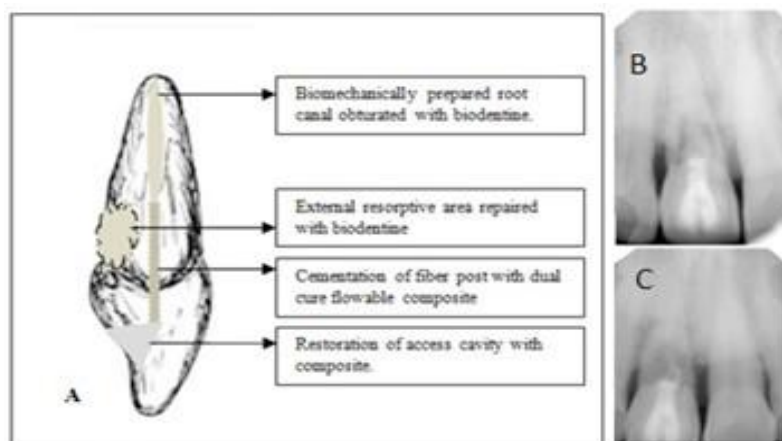 Biomechanically prepared root
canal obturated with biodentine.
External resorptive area repaired
with biodentine
Cementation of fiber post with dual
cure flowable composite
Restoration of access cavity with
composite.
A
B
C